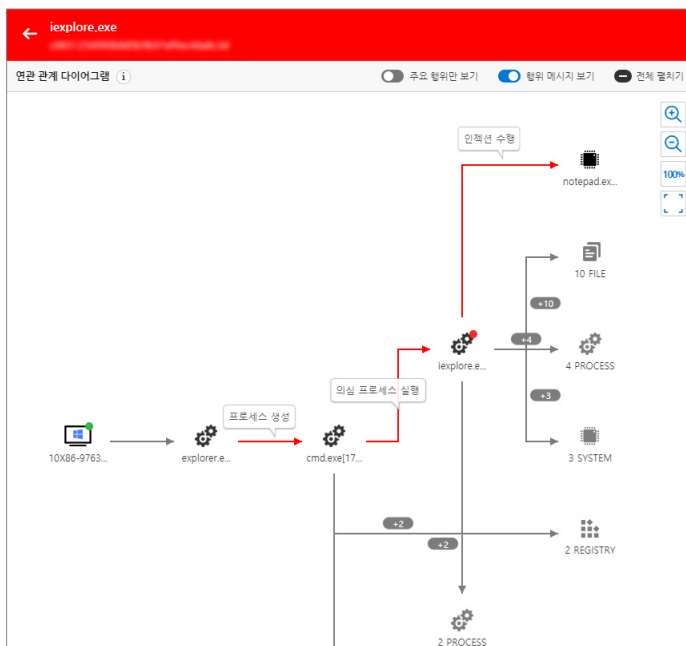 iexplore.exe
연관 관계 다이어그램 i
주요 행위만 보기
행위 메시지 보기
전체 펼치기
100%
인젝션 수행
notepad.ex...
10 FILE
+10
+4
iexplore.e...
4 PROCESS
의심 프로세스 실행
+3
프로세스 생성
10X86-9763...
explorer.e...
cmd.exe[17...
3 SYSTEM
+2
+2
2 REGISTRY
2 PROCESS